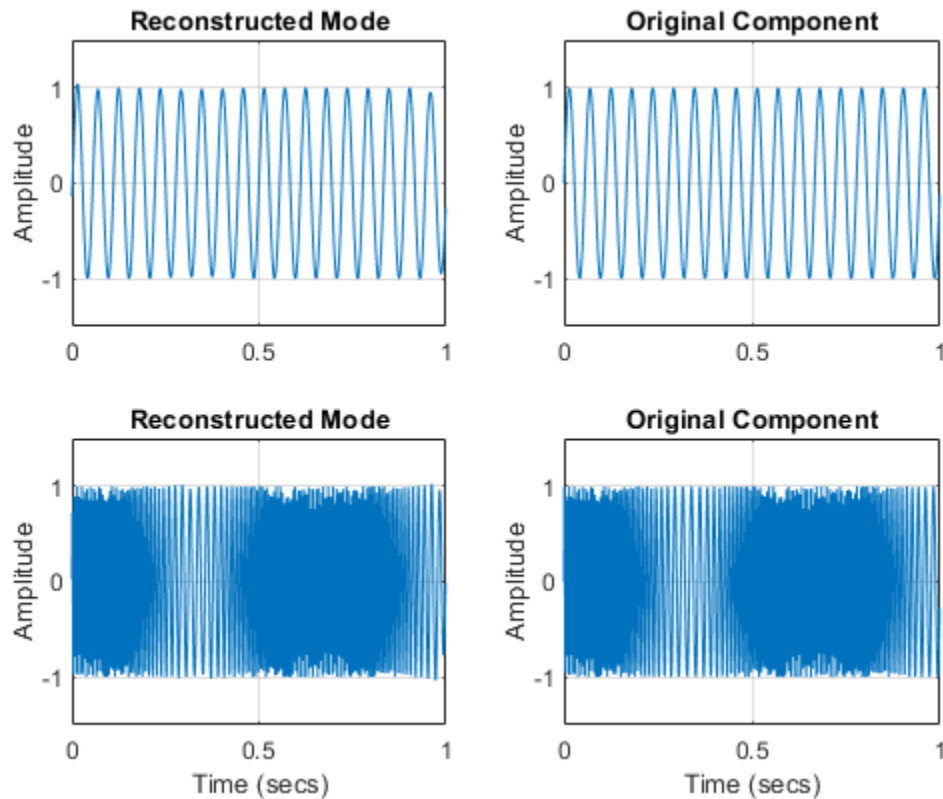 Reconstructed Mode
Amplitude
1
0
-1
0
0.5
1
Original Component
Amplitude
1
0
-1
0
0.5
1
Reconstructed Mode
Amplitude
1
0
-1
0
0.5
1
Time (secs)
Original Component
Amplitude
1
0
-1
0
0.5
1
Time (secs)